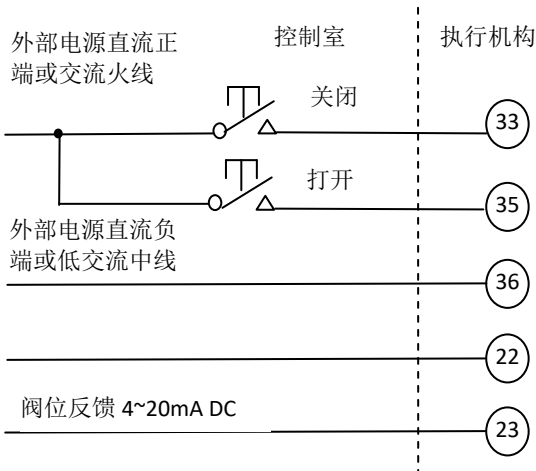 外部电源直流正
端或交流火线
控制室
执行机构
关闭
33
打开
35
外部电源直流负
端或低交流中线
36
22
阀位反馈 4~20mA DC
23